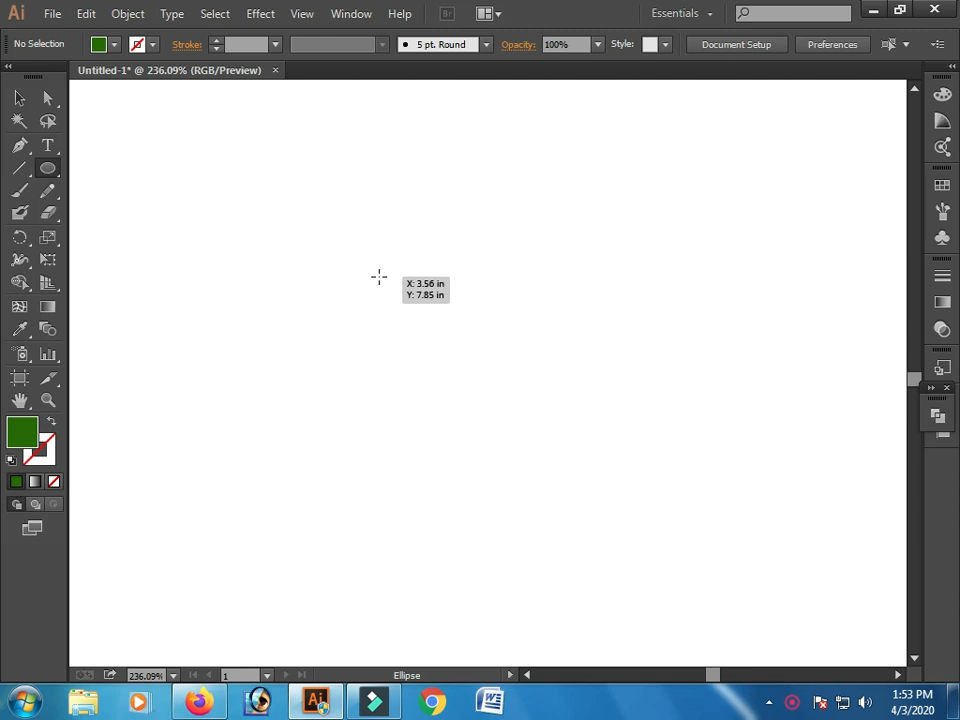 Ai File Edit Object Type Select Effect View Window Help Br Essentials
No Selection Stroke: 5 pt. Round Opacity: 100% Style: Document Setup Preferences
Untitled-1* @ 236.09% (RGB/Preview) ×
T
X: 3.56 in
Y: 7.85 in
236.09% 1 Ellipse
Ai W
1:53 PM
4/3/2020